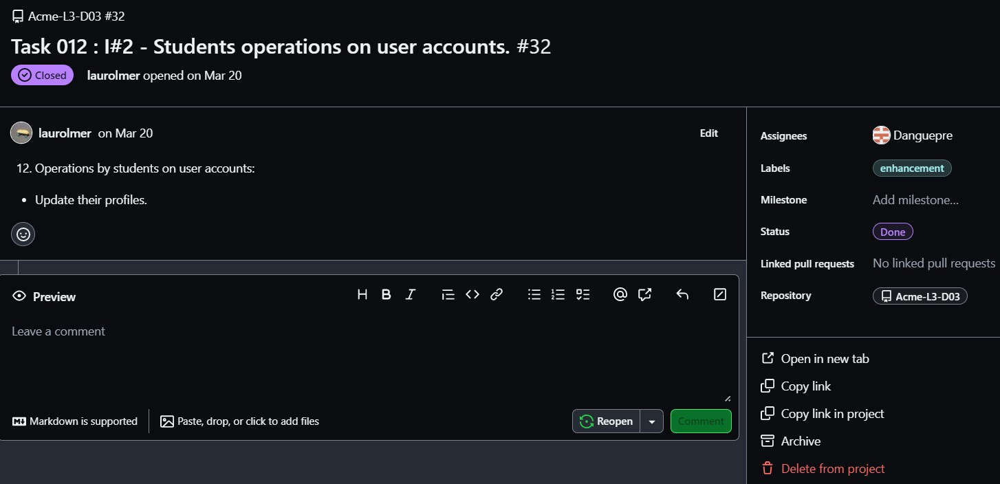 Acme-L3-D03 #32
Task 012 : I#2 - Students operations on user accounts. #32
Closed laurolmer opened on Mar 20
laurolmer on Mar 20 Edit
12. Operations by students on user accounts:
• Update their profiles.
Preview H B I
Leave a comment
Markdown is supported Paste, drop, or click to add files Reopen Comment
Assignees Danguepre
Labels enhancement
Milestone Add milestone...
Status Done
Linked pull requests No linked pull requests
Repository Acme-L3-D03
Open in new tab
Copy link
Copy link in project
Archive
Delete from project